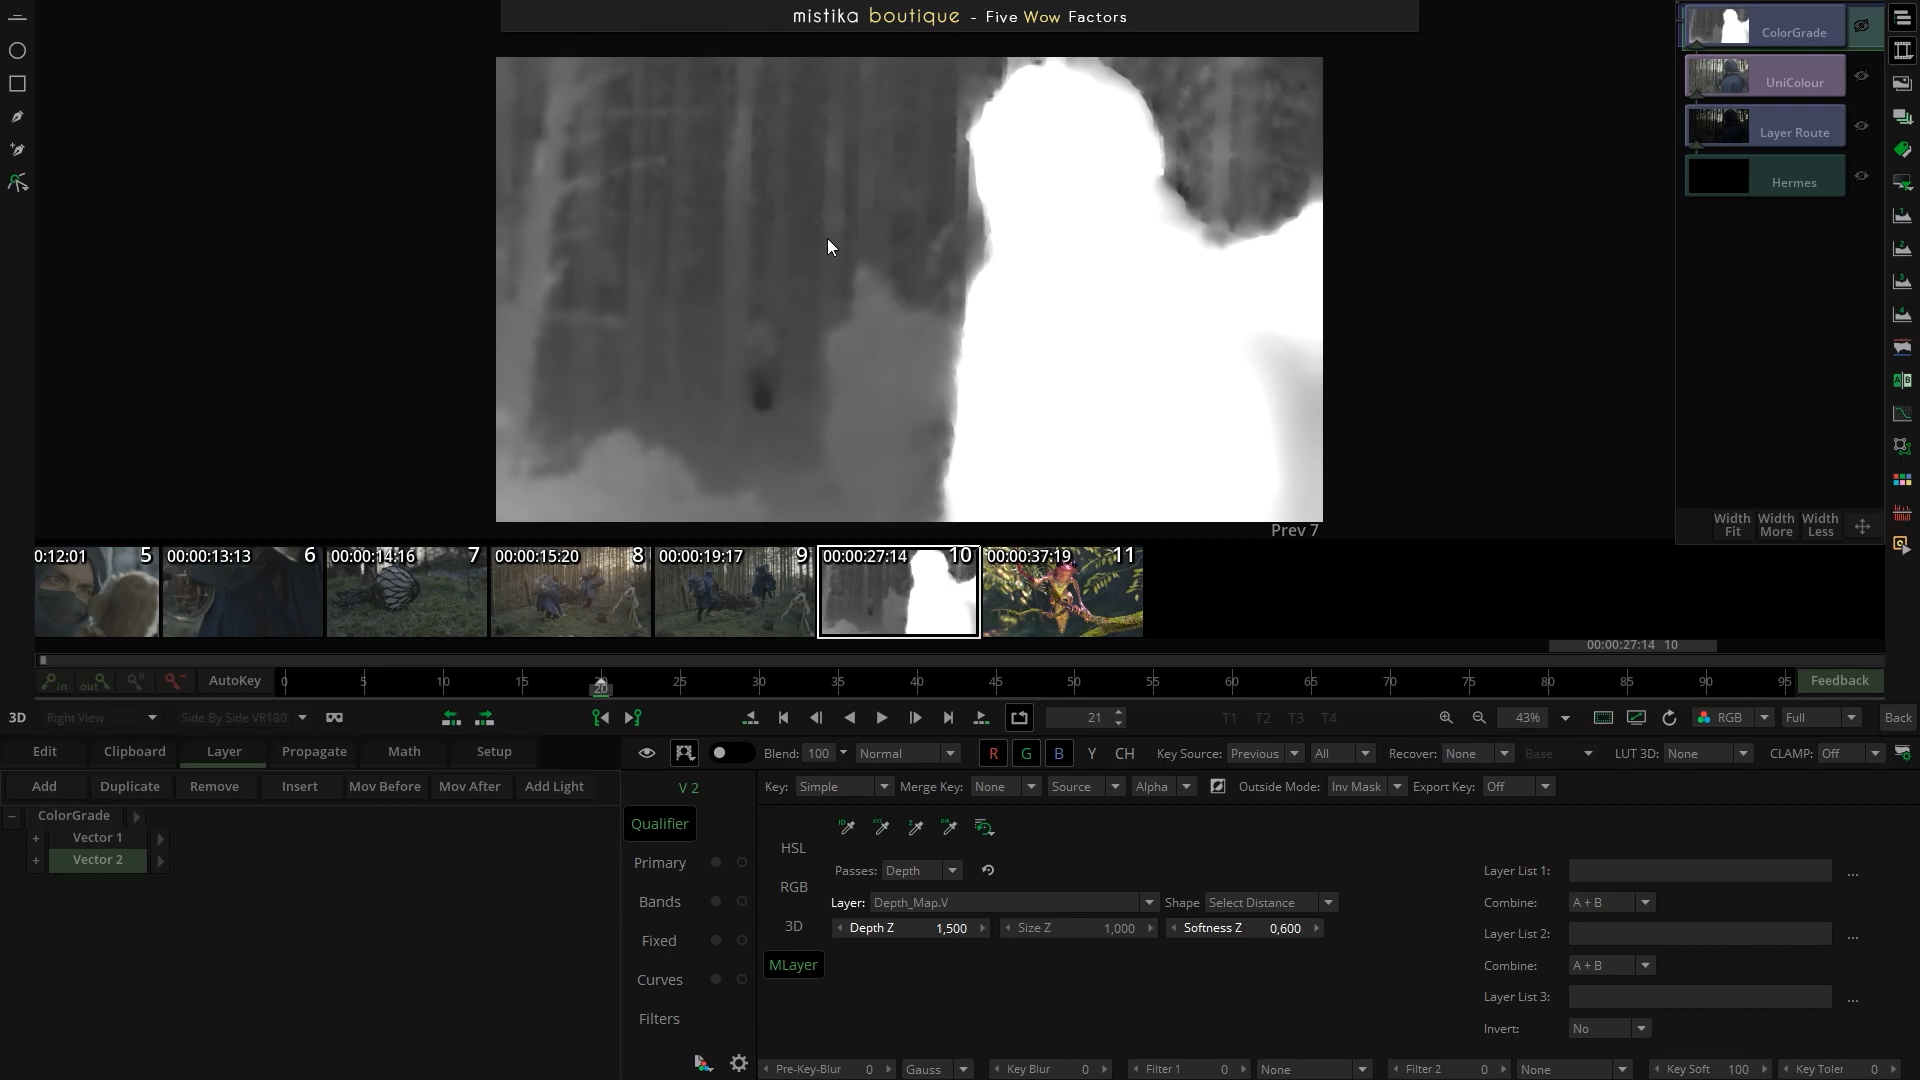 mistika boutique - Five Wow Factors
ColorGrade
UniColour
Layer Route
Hermes
Width Fit Width More Width Less
Prev 7
0:12:01 5 00:00:13:13 6 00:00:14:16 7 00:00:15:20 8 00:00:19:17 9 00:00:27:14 10 00:00:37:19 11
00:00:27:14 10
in out AutoKey 0 5 10 15 20 25 30 35 40 45 50 55 60 65 70 75 80 85 90 95 Feedback
3D Right View Side By Side VR180 21 T1 T2 T3 T4 43% RGB Full Back
Edit Clipboard Layer Propagate Math Setup Blend: 100 Normal R G B Y CH Key Source: Previous All Recover: None Base LUT 3D: None CLAMP: Off
Add Duplicate Remove Insert Mov Before Mov After Add Light V 2 Key: Simple Merge Key: None Source Alpha Outside Mode: Inv Mask Export Key: Off
ColorGrade
Vector 1
Vector 2
Qualifier
Primary
Bands
Fixed
Curves
Filters
HSL
RGB
3D
MLayer
Passes: Depth
Layer: Depth_Map.V Shape Select Distance
Depth Z 1,500 Size Z 1,000 Softness Z 0,600
Layer List 1: ...
Combine: A + B
Layer List 2: ...
Combine: A + B
Layer List 3: ...
Invert: No
Pre-Key-Blur 0 Gauss Key Blur 0 Filter 1 0 None Filter 2 0 None Key Soft 100 Key Toler 0